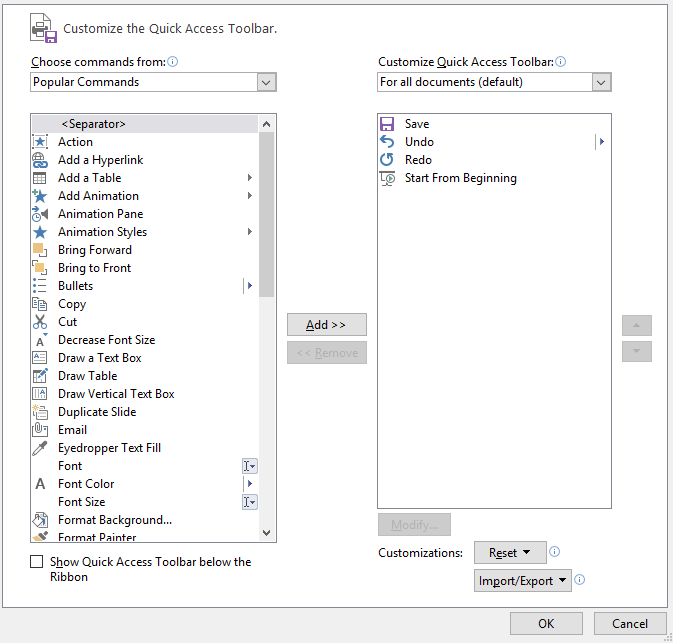 Customize the Quick Access Toolbar.
Choose commands from:
Popular Commands
<Separator>
Action
Add a Hyperlink
Add a Table
Add Animation
Animation Pane
Animation Styles
Bring Forward
Bring to Front
Bullets
Copy
Cut
Decrease Font Size
Draw a Text Box
Draw Table
Draw Vertical Text Box
Duplicate Slide
Email
Eyedropper Text Fill
Font
Font Color
Font Size
Format Background...
Format Painter
Show Quick Access Toolbar below the
Ribbon
Add >>
<< Remove
Customize Quick Access Toolbar:
For all documents (default)
Save
Undo
Redo
Start From Beginning
Modify...
Customizations:
Reset
Import/Export
OK
Cancel